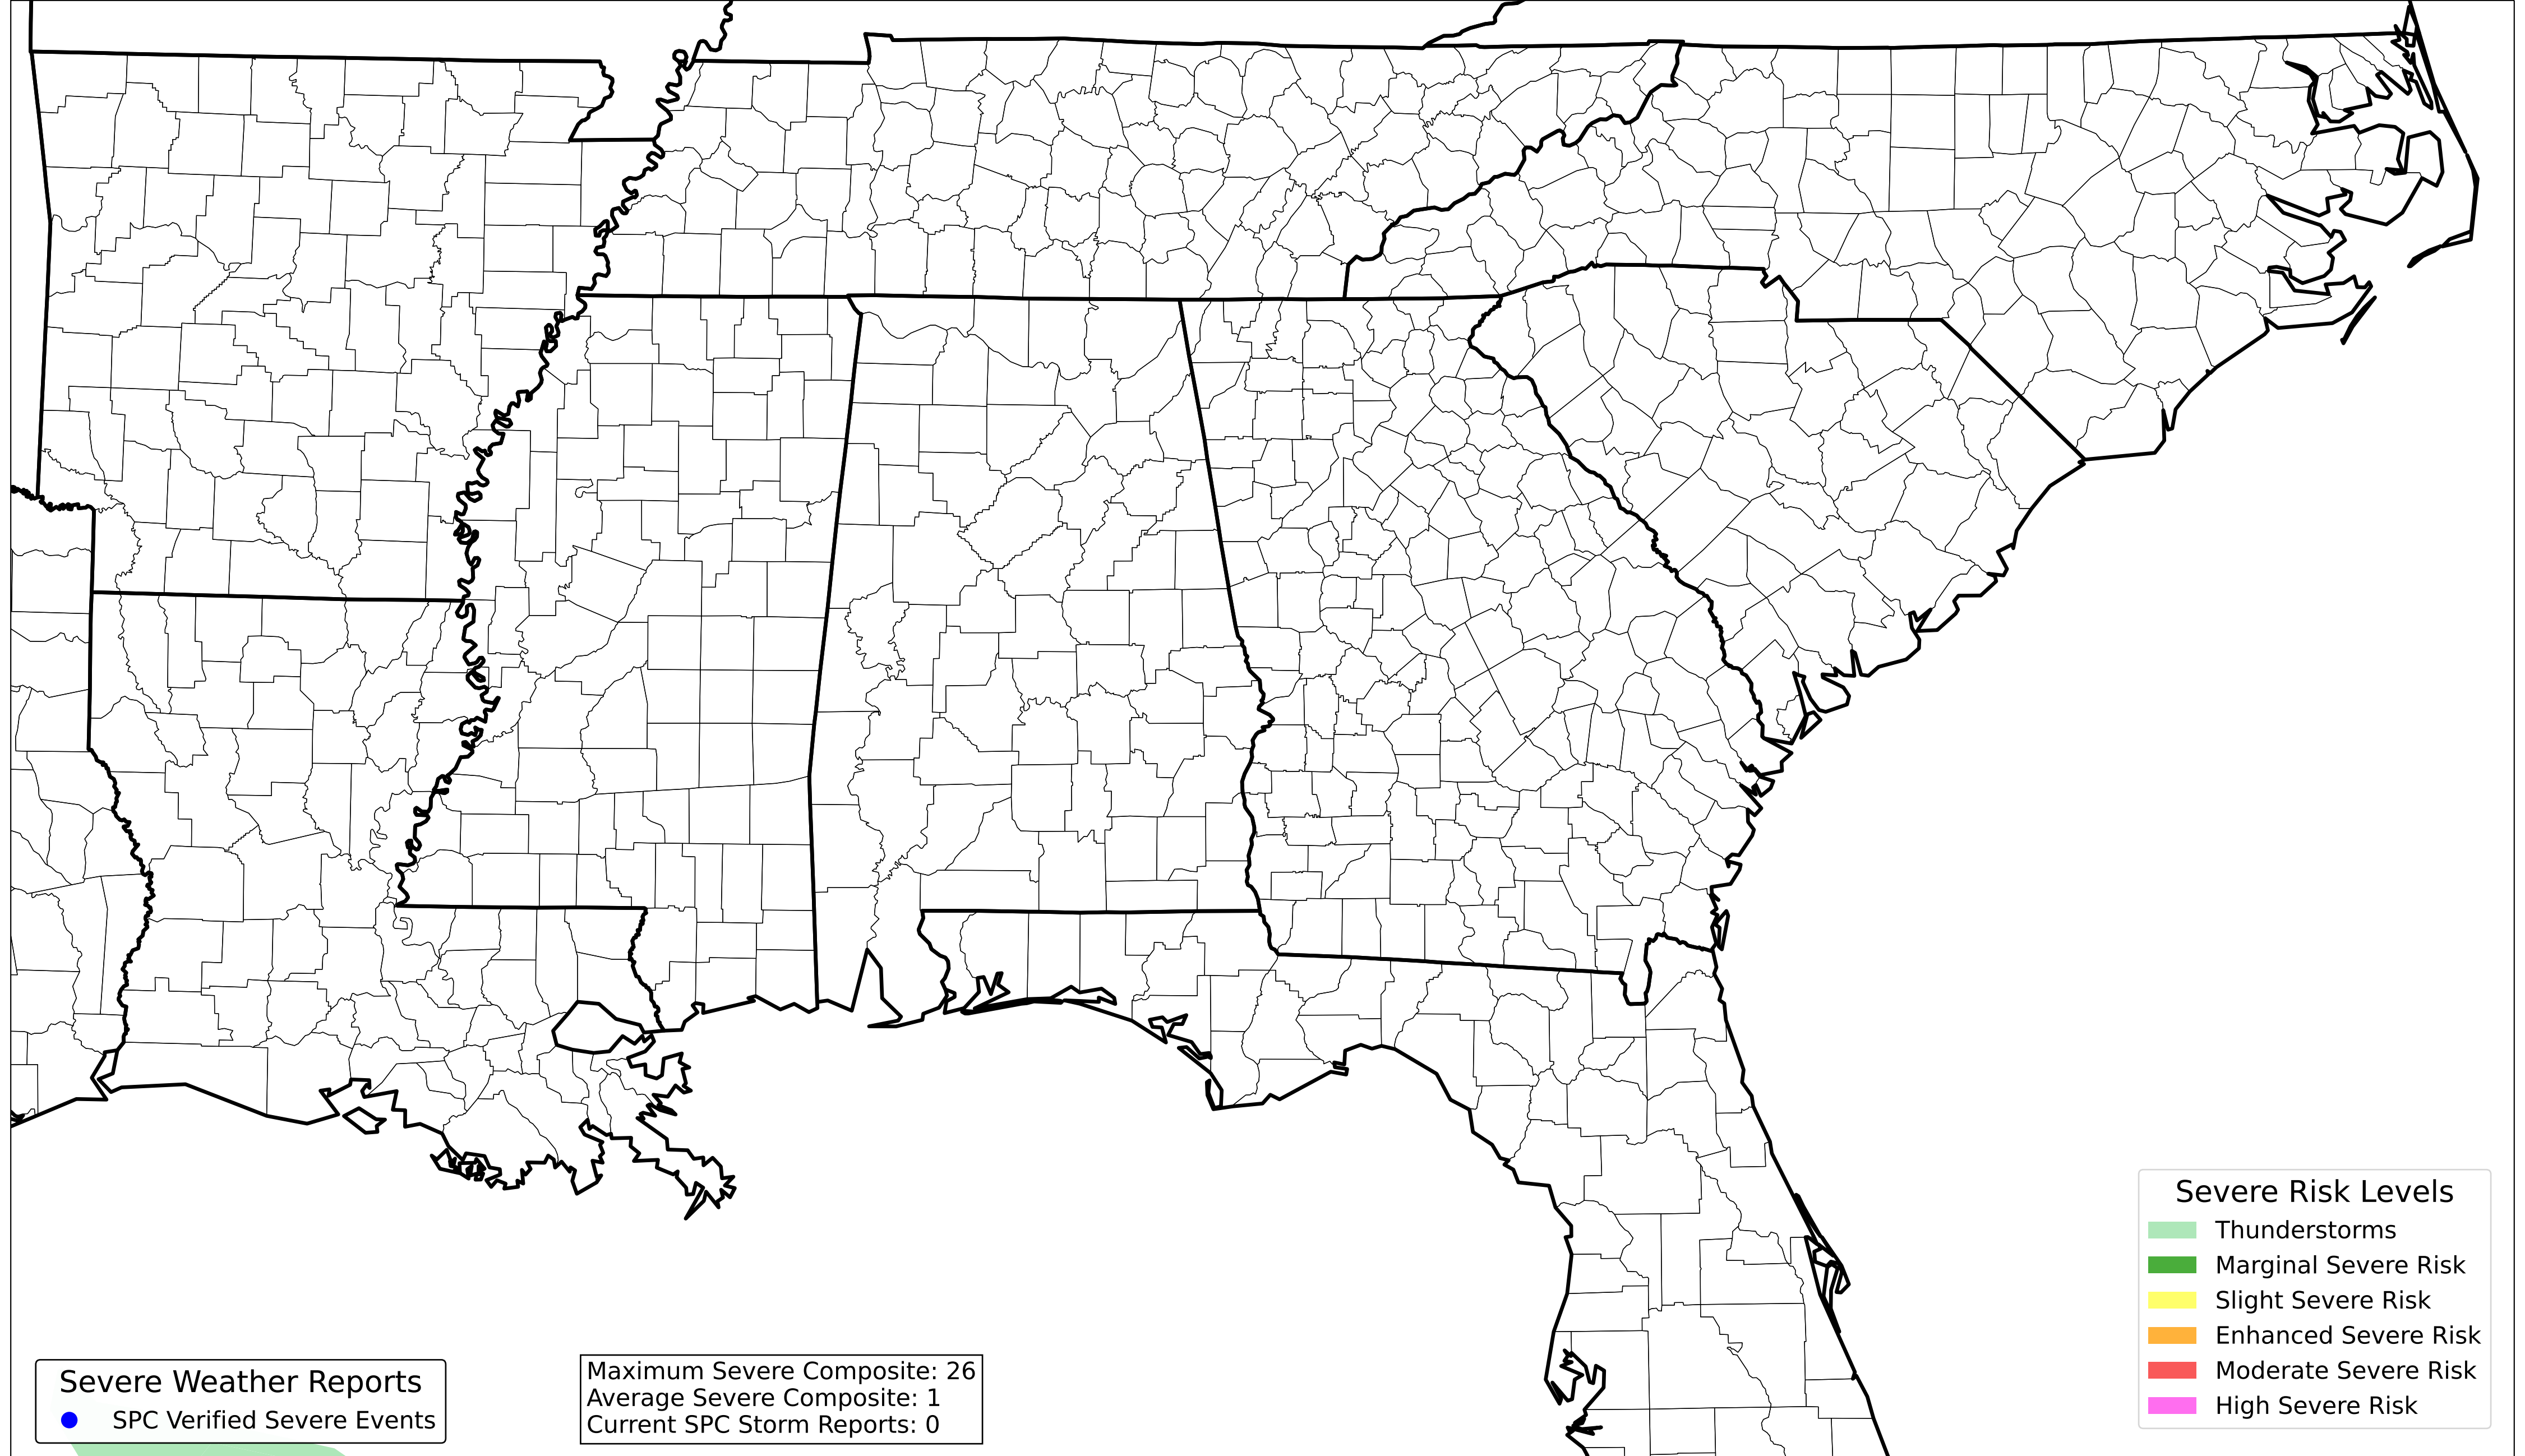 Severe Weather Reports
SPC Verified Severe Events
Maximum Severe Composite: 26
Average Severe Composite: 1
Current SPC Storm Reports: 0
Severe Risk Levels
Thunderstorms
Marginal Severe Risk
Slight Severe Risk
Enhanced Severe Risk
Moderate Severe Risk
High Severe Risk